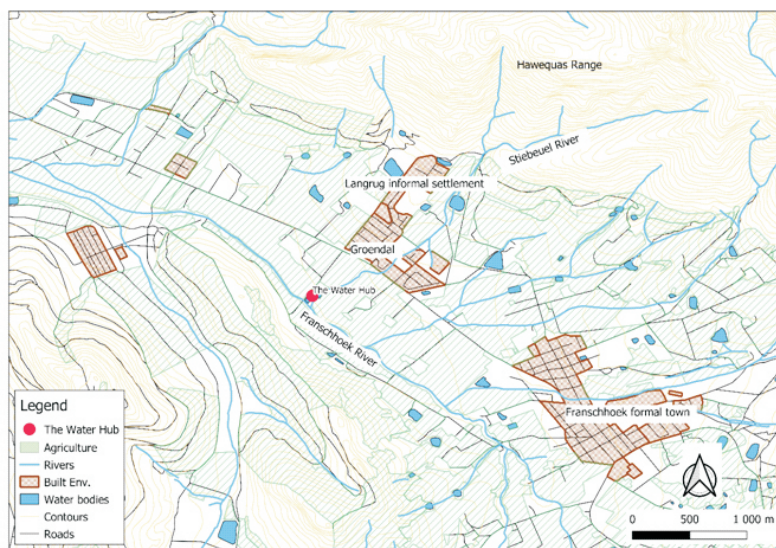 Hawequas Range
Stiebeuel River
Langrug informal settlement
Groendal
The Water Hub
Franschhoek River
Franschhoek formal town
Legend
The Water Hub
Agriculture
Rivers
Built Env.
Water bodies
Contours
Roads
0 500 1 000 m